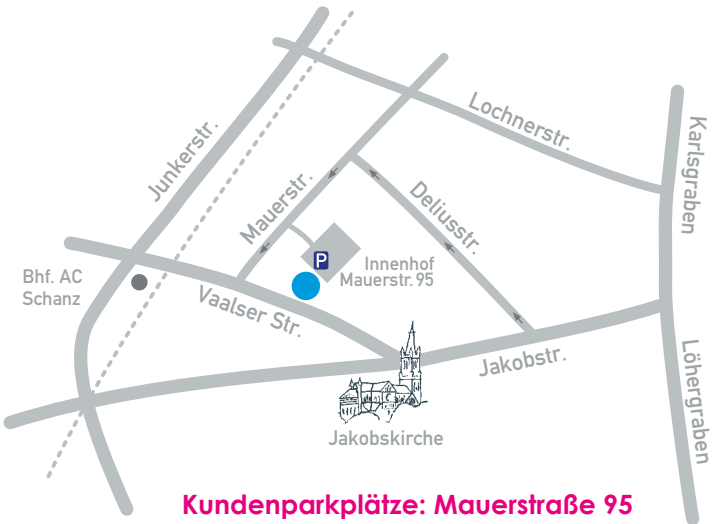 Lochnerstr.
Karlsgraben
Junkerstr.
Mauerstr.
Deliusstr.
P
Innenhof
Mauerstr. 95
Bhf. AC
Schanz
Vaalser Str.
Jakobstr.
Löhergraben
Jakobskirche
Kundenparkplätze: Mauerstraße 95